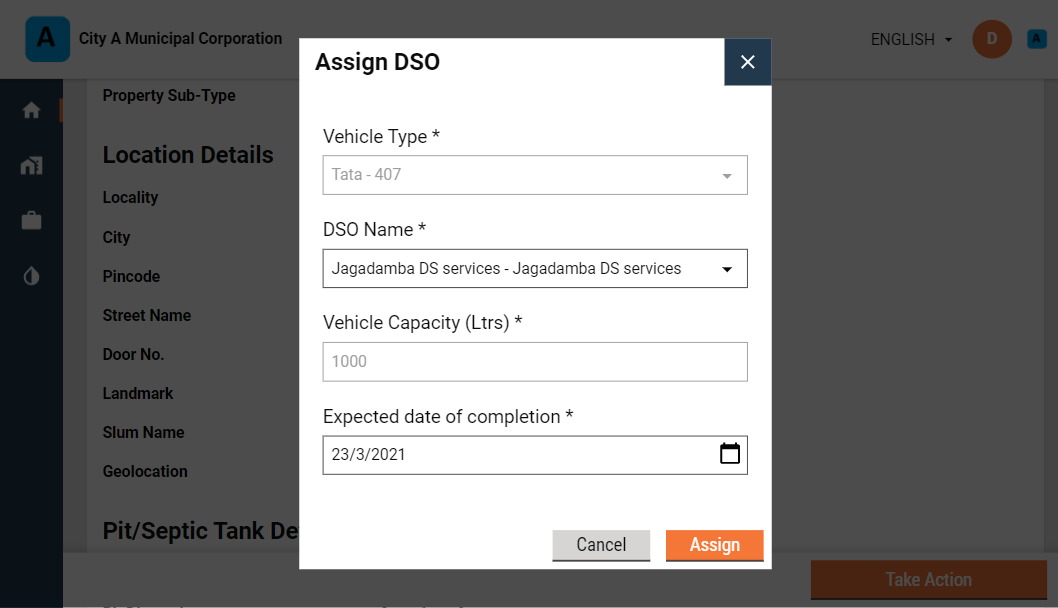 A
City A Municipal Corporation
ENGLISH
D
A
Assign DSO
Property Sub-Type
Vehicle Type *
Location Details
Tata - 407
Locality
DSO Name *
City
Jagadamba DS services - Jagadamba DS services
Pincode
Street Name
Vehicle Capacity (Ltrs) *
Door No.
1000
Landmark
Expected date of completion *
Slum Name
23/3/2021
Geolocation
Pit/Septic Tank De
Cancel
Assign
Take Action